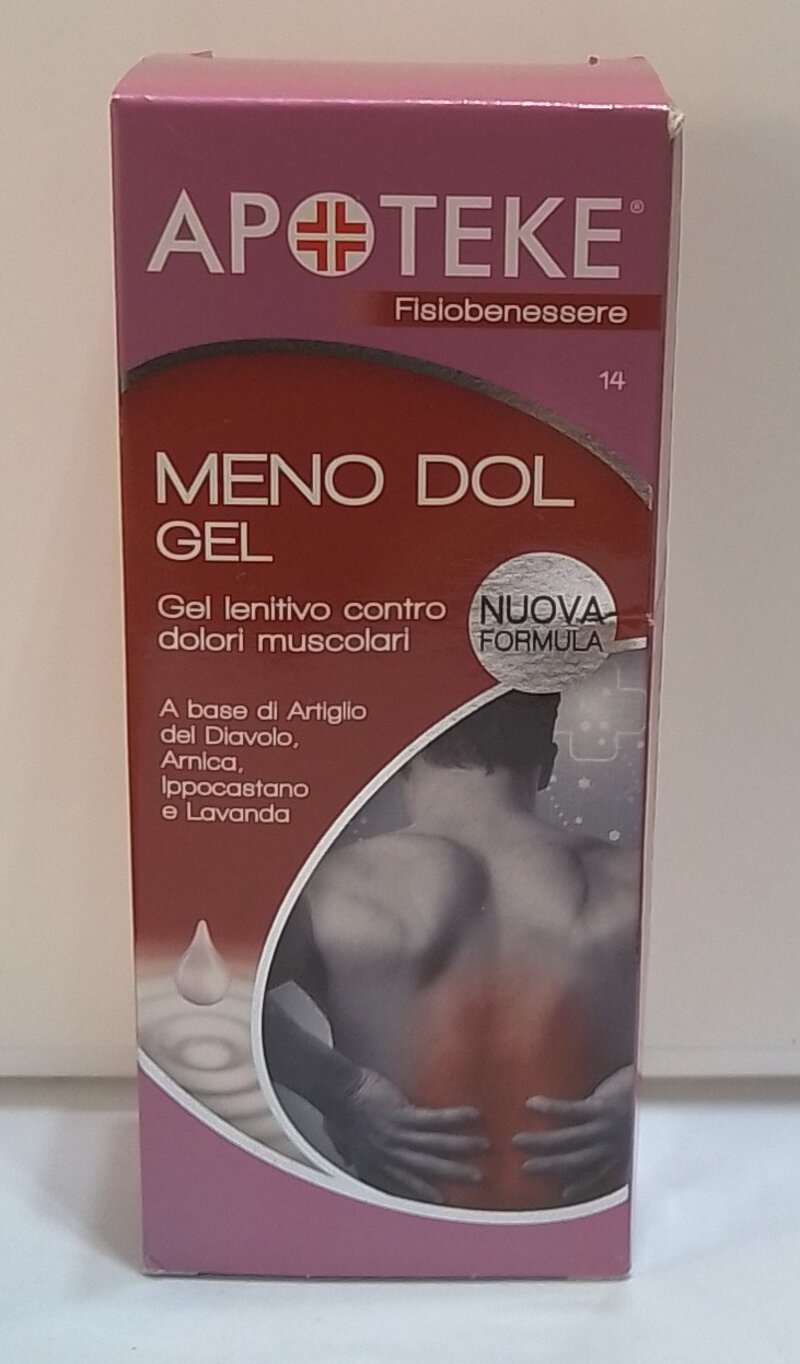 APOTEKE®
Fisiobenessere
14
MENO DOL
GEL
Gel lenitivo contro
dolori muscolari
NUOVA
FORMULA
A base di Artiglio
del Diavolo,
Arnica,
Ippocastano
e Lavanda